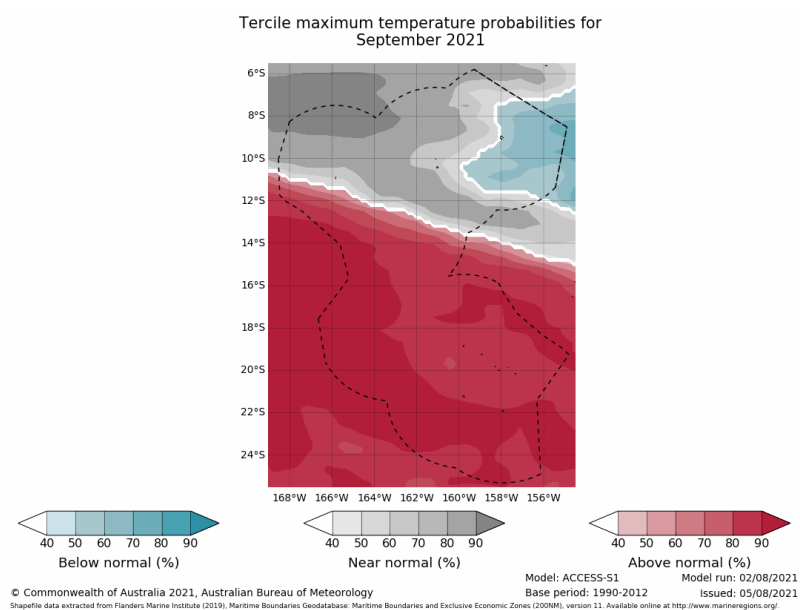 Tercile maximum temperature probabilities for
September 2021
6°S
8°S
10°S
12°S
14°S
16°S
18°S
20°S
22°S
24°S
168°W 166°W 164°W 162°W 160°W 158°W 156°W
40 50 60 70 80 90
Below normal (%)
40 50 60 70 80 90
Near normal (%)
40 50 60 70 80 90
Above normal (%)
Model: ACCESS-S1 Model run: 02/08/2021
© Commonwealth of Australia 2021, Australian Bureau of Meteorology Base period: 1990-2012 Issued: 05/08/2021
Shapefile data extracted from Flanders Marine Institute (2019), Maritime Boundaries Geodatabase: Maritime Boundaries and Exclusive Economic Zones (200NM), version 11. Available online at http://www.marineregions.org/.